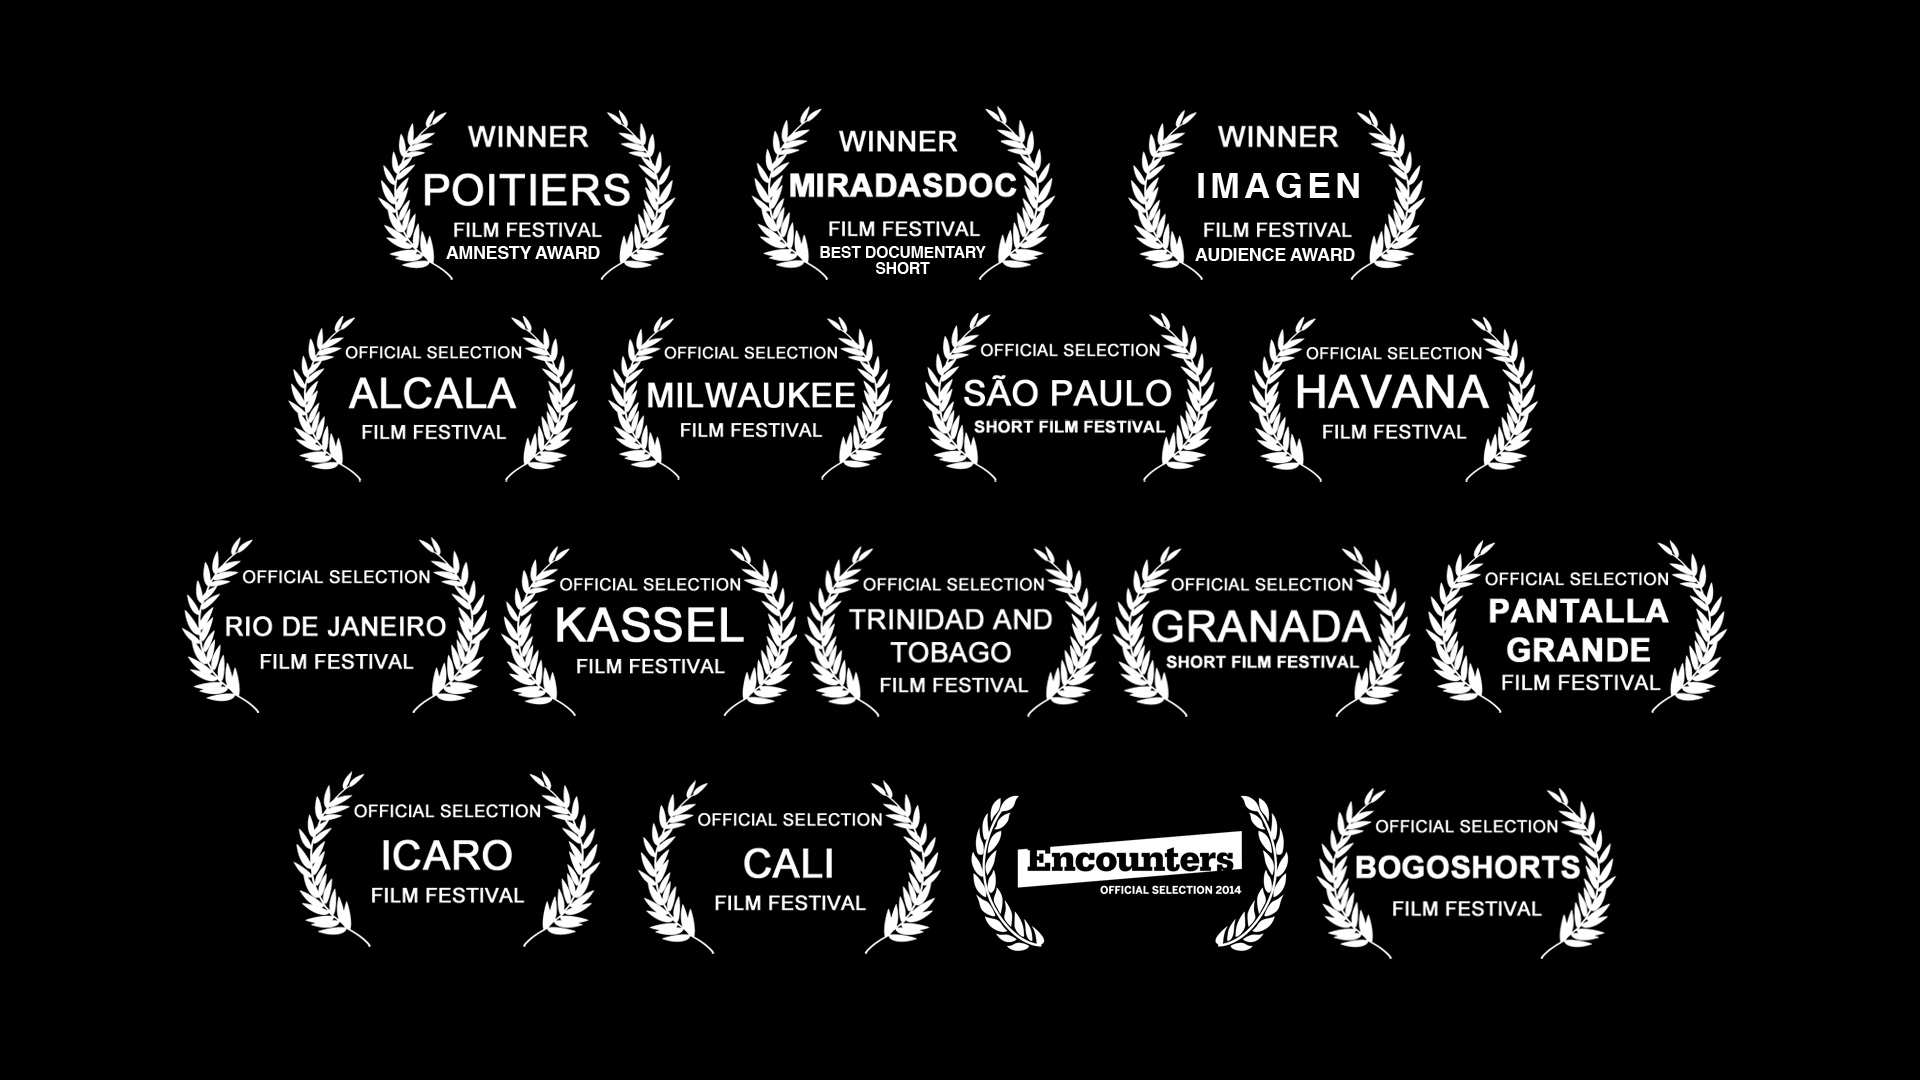 WINNER
POITIERS
FILM FESTIVAL
AMNESTY AWARD
WINNER
MIRADASDOC
FILM FESTIVAL
BEST DOCUMENTARY
SHORT
WINNER
IMAGEN
FILM FESTIVAL
AUDIENCE AWARD
OFFICIAL SELECTION
ALCALA
FILM FESTIVAL
OFFICIAL SELECTION
MILWAUKEE
FILM FESTIVAL
OFFICIAL SELECTION
SÃO PAULO
SHORT FILM FESTIVAL
OFFICIAL SELECTION
HAVANA
FILM FESTIVAL
OFFICIAL SELECTION
RIO DE JANEIRO
FILM FESTIVAL
OFFICIAL SELECTION
KASSEL
FILM FESTIVAL
OFFICIAL SELECTION
TRINIDAD AND
TOBAGO
FILM FESTIVAL
OFFICIAL SELECTION
GRANADA
SHORT FILM FESTIVAL
OFFICIAL SELECTION
PANTALLA
GRANDE
FILM FESTIVAL
OFFICIAL SELECTION
ICARO
FILM FESTIVAL
OFFICIAL SELECTION
CALI
FILM FESTIVAL
Encounters
OFFICIAL SELECTION 2014
OFFICIAL SELECTION
BOGOSHORTS
FILM FESTIVAL